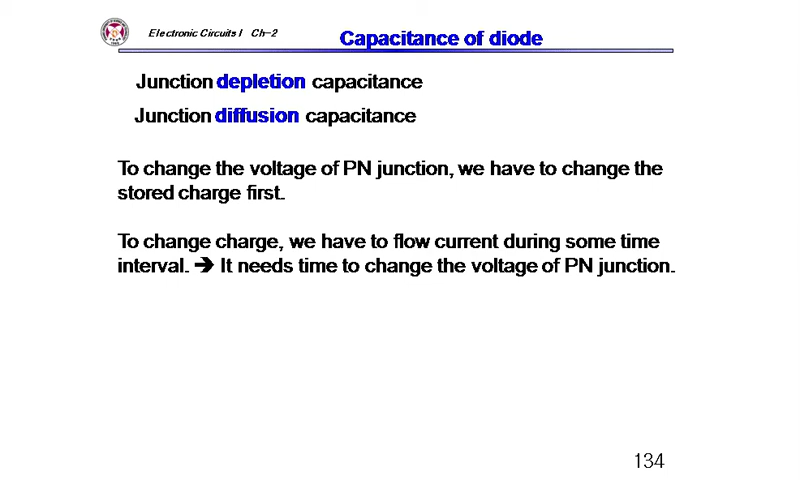 Electronic Circuits I Ch-2
Capacitance of diode
Junction depletion capacitance
Junction diffusion capacitance
To change the voltage of PN junction, we have to change the
stored charge first.
To change charge, we have to flow current during some time
interval. ➔ It needs time to change the voltage of PN junction.
134